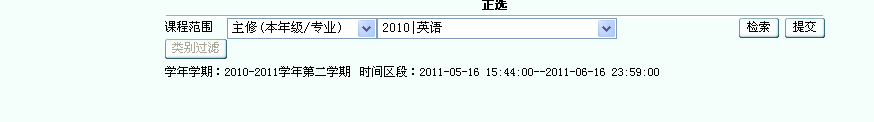 正选
课程范围 主修(本年级/专业) 2010|英语 检索 提交
类别过滤
学年学期：2010-2011学年第二学期 时间区段：2011-05-16 15:44:00--2011-06-16 23:59:00